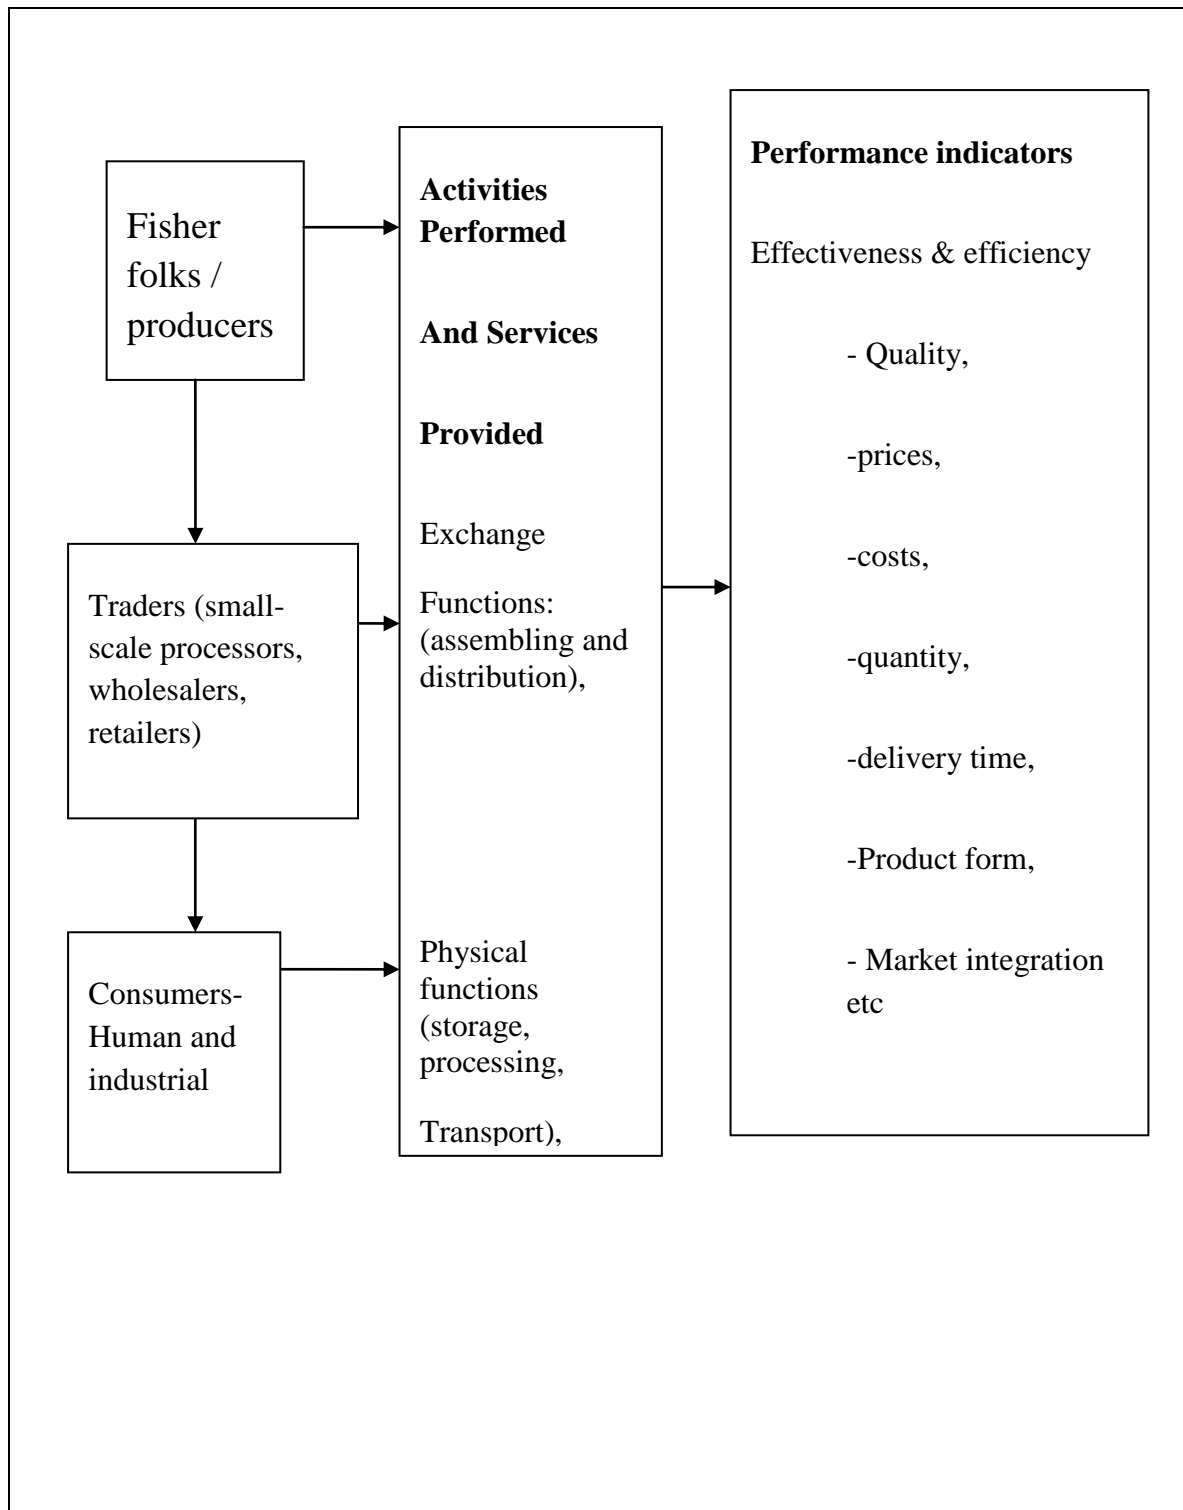 Fisher
folks /
producers
Traders (small-
scale processors,
wholesalers,
retailers)
Consumers-
Human and
industrial
Activities
Performed
And Services
Provided
Exchange
Functions:
(assembling and
distribution),
Physical
functions
(storage,
processing,
Transport),
Performance indicators
Effectiveness & efficiency
- Quality,
-prices,
-costs,
-quantity,
-delivery time,
-Product form,
- Market integration
etc